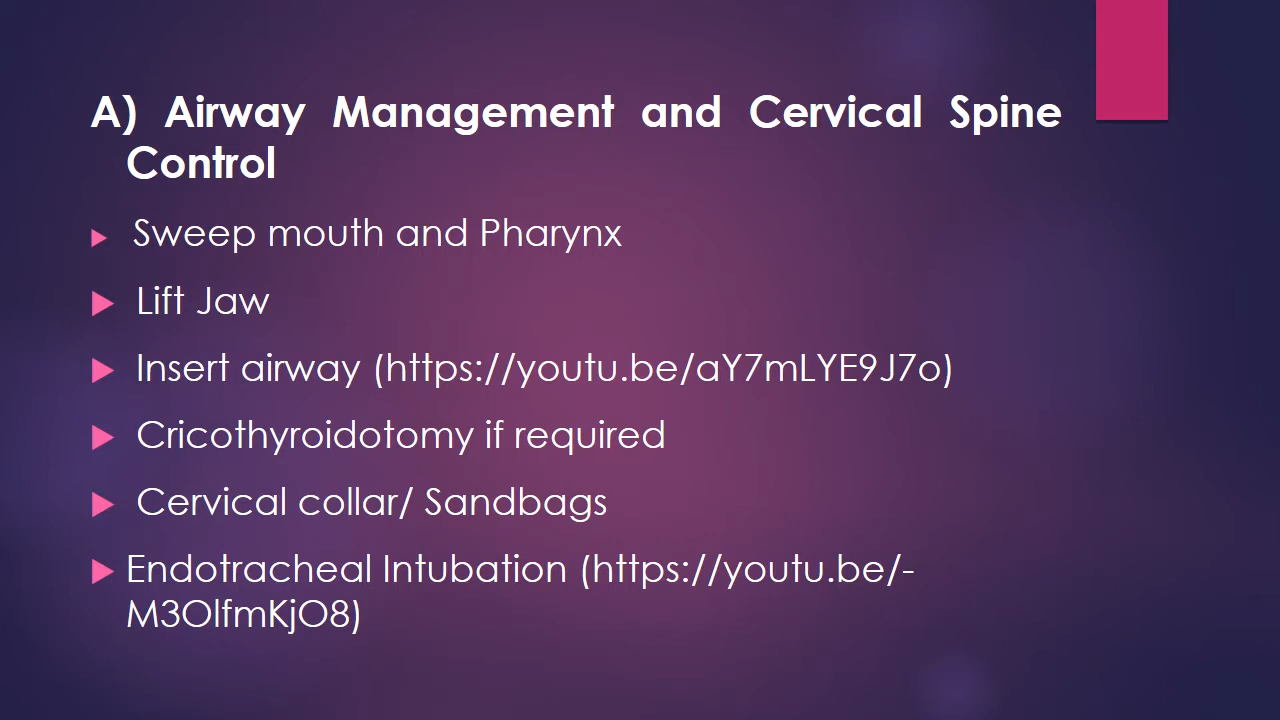 A) Airway Management and Cervical Spine
Control
Sweep mouth and Pharynx
Lift Jaw
Insert airway (https://youtu.be/aY7mLYE9J7o)
Cricothyroidotomy if required
Cervical collar/ Sandbags
Endotracheal Intubation (https://youtu.be/-
M3OlfmKjO8)